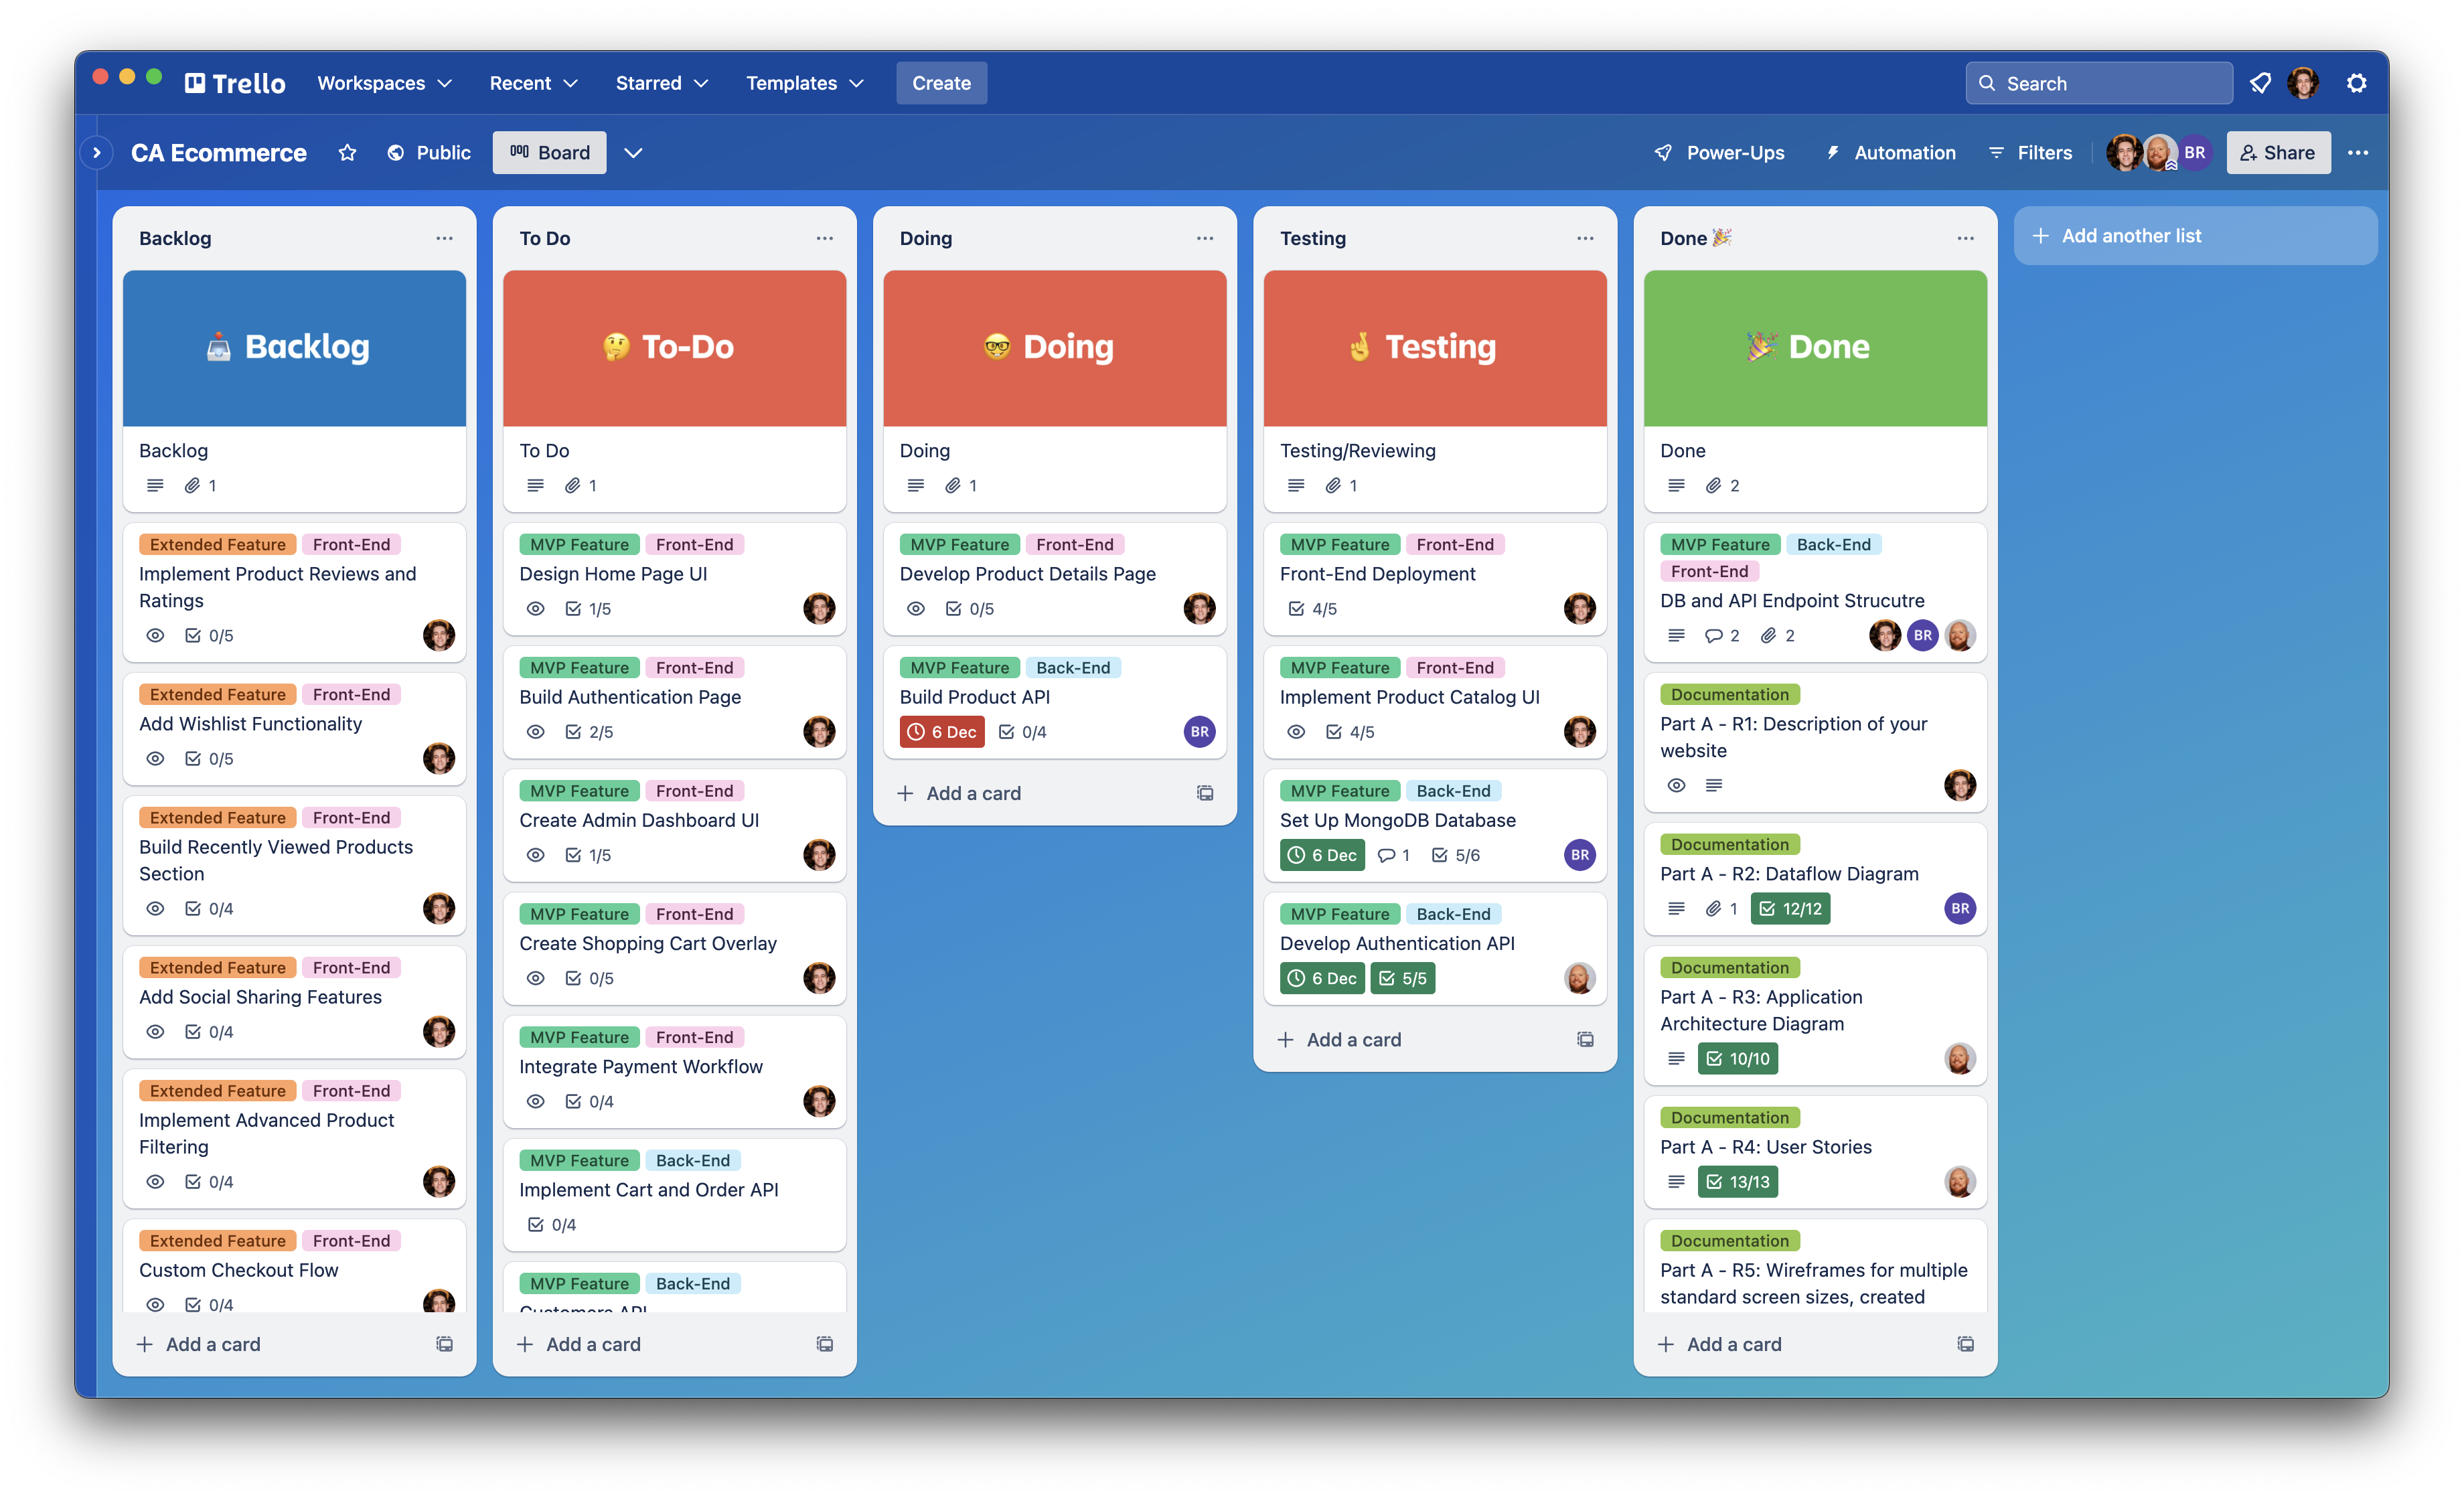 Trello
Workspaces
Recent
Starred
Templates
Create
Search
CA Ecommerce
Public
Board
Power-Ups
Automation
Filters
BR
Share
Backlog
Backlog
Backlog
1
Extended Feature Front-End
Implement Product Reviews and
Ratings
0/5
Extended Feature Front-End
Add Wishlist Functionality
0/5
Extended Feature Front-End
Build Recently Viewed Products
Section
0/4
Extended Feature Front-End
Add Social Sharing Features
0/4
Extended Feature Front-End
Implement Advanced Product
Filtering
0/4
Extended Feature Front-End
Custom Checkout Flow
0/4
Add a card
To Do
To-Do
To Do
1
MVP Feature Front-End
Design Home Page UI
1/5
MVP Feature Front-End
Build Authentication Page
2/5
MVP Feature Front-End
Create Admin Dashboard UI
1/5
MVP Feature Front-End
Create Shopping Cart Overlay
0/5
MVP Feature Front-End
Integrate Payment Workflow
0/4
MVP Feature Back-End
Implement Cart and Order API
0/4
MVP Feature Back-End
Customers API
Add a card
Doing
Doing
Doing
1
MVP Feature Front-End
Develop Product Details Page
0/5
MVP Feature Back-End
Build Product API
6 Dec 0/4 BR
Add a card
Testing
Testing
Testing/Reviewing
1
MVP Feature Front-End
Front-End Deployment
4/5
MVP Feature Front-End
Implement Product Catalog UI
4/5
MVP Feature Back-End
Set Up MongoDB Database
6 Dec 1 5/6 BR
MVP Feature Back-End
Develop Authentication API
6 Dec 5/5
Add a card
Done
Done
Done
2
MVP Feature Back-End
Front-End
DB and API Endpoint Strucutre
2 2 BR
Documentation
Part A - R1: Description of your
website
Documentation
Part A - R2: Dataflow Diagram
1 12/12 BR
Documentation
Part A - R3: Application
Architecture Diagram
10/10
Documentation
Part A - R4: User Stories
13/13
Documentation
Part A - R5: Wireframes for multiple
standard screen sizes, created
Add a card
Add another list